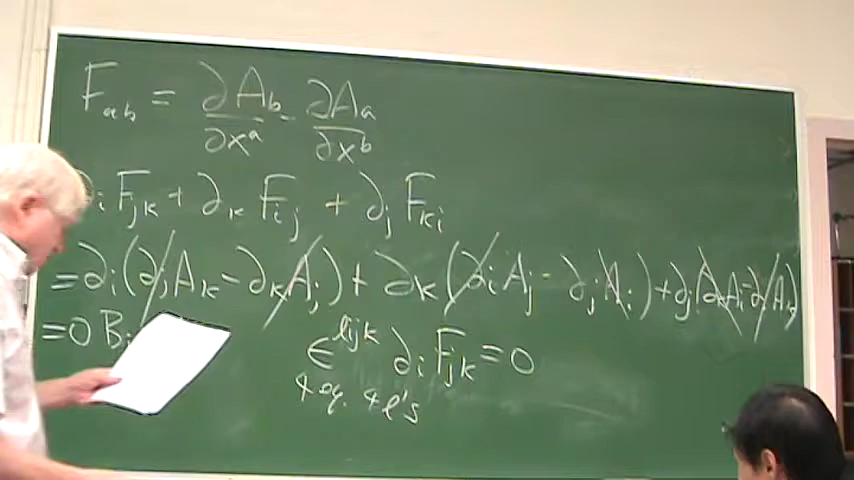 F_ab = ∂A_b/∂x^a - ∂A_a/∂x^b
∂_i F_jk + ∂_k F_ij + ∂_j F_ki
= ∂_i(∂_j A_k - ∂_k A_j) + ∂_k(∂_i A_j - ∂_j A_i) + ∂_j(∂_k A_i - ∂_i A_k)
= 0 B
ϵ^lijk ∂_i F_jk = 0
4 eq. 4 l's